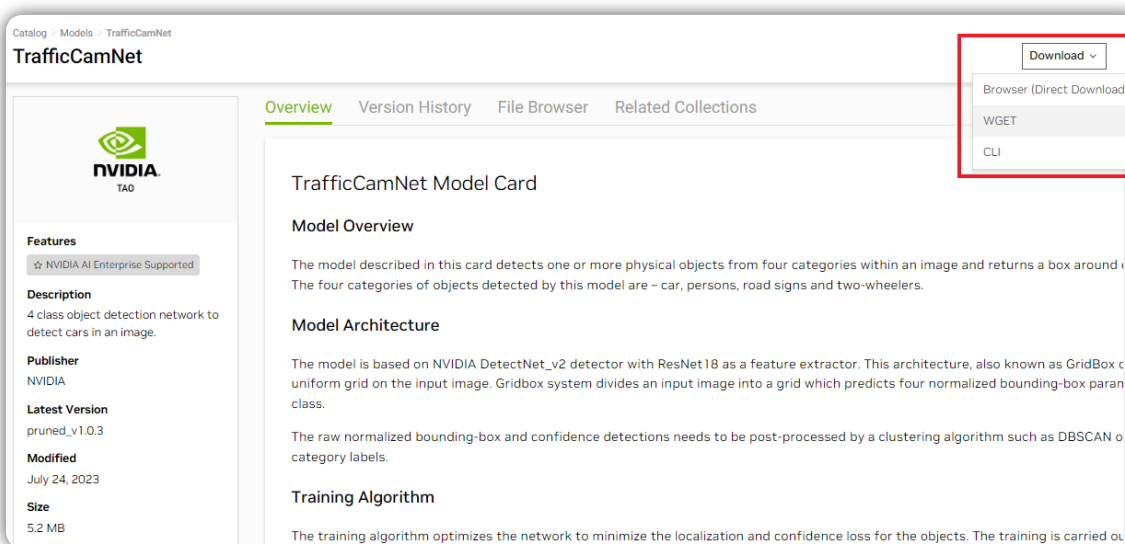 Catalog > Models > TrafficCamNet
TrafficCamNet
Download
Browser (Direct Download
WGET
CLI
NVIDIA.
TAO
Features
NVIDIA AI Enterprise Supported
Description
4 class object detection network to
detect cars in an image.
Publisher
NVIDIA
Latest Version
pruned_v1.0.3
Modified
July 24, 2023
Size
5.2 MB
Overview Version History File Browser Related Collections
TrafficCamNet Model Card
Model Overview
The model described in this card detects one or more physical objects from four categories within an image and returns a box around
The four categories of objects detected by this model are – car, persons, road signs and two-wheelers.
Model Architecture
The model is based on NVIDIA DetectNet_v2 detector with ResNet18 as a feature extractor. This architecture, also known as GridBox
uniform grid on the input image. Gridbox system divides an input image into a grid which predicts four normalized bounding-box
class.
The raw normalized bounding-box and confidence detections needs to be post-processed by a clustering algorithm such as DBSCAN
category labels.
Training Algorithm
The training algorithm optimizes the network to minimize the localization and confidence loss for the objects. The training is carried